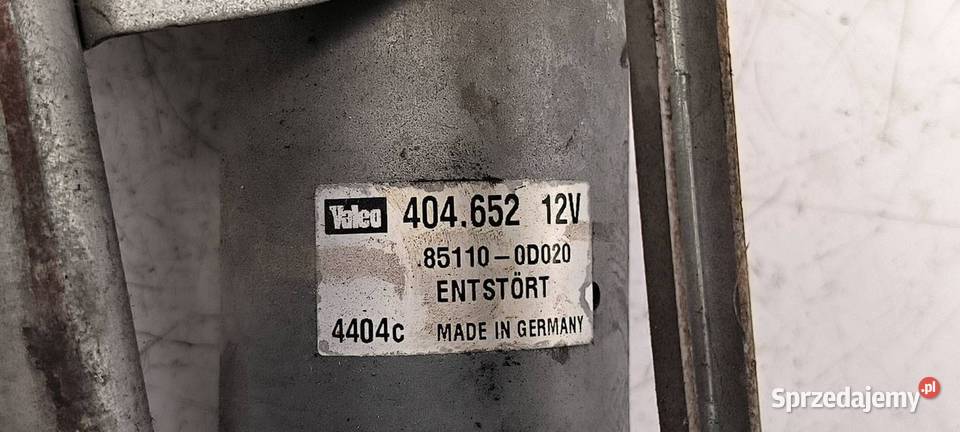 Valeo 404.652 12V
85110-0D020
ENTSTÖRT
4404c MADE IN GERMANY
Sprzedajemy.pl